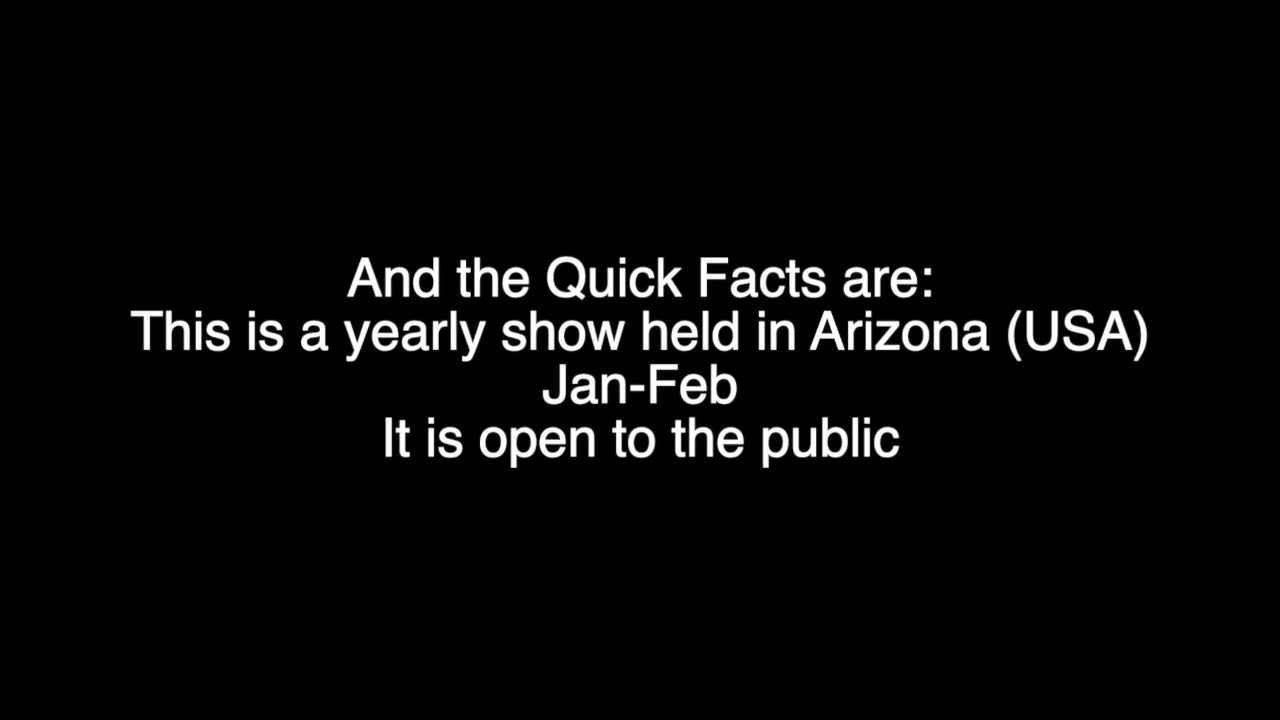 And the Quick Facts are:
This is a yearly show held in Arizona (USA)
Jan-Feb
It is open to the public